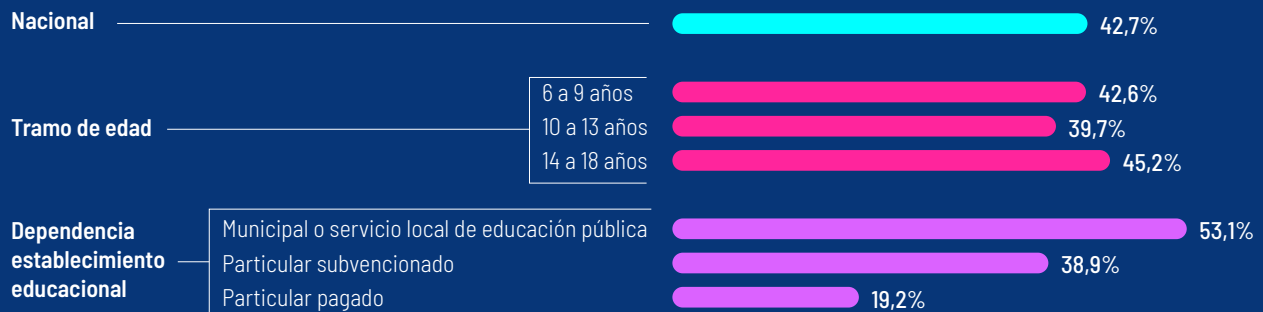 Nacional
42,7%
Tramo de edad
6 a 9 años
42,6%
10 a 13 años
39,7%
14 a 18 años
45,2%
Dependencia
establecimiento
educacional
Municipal o servicio local de educación pública
53,1%
Particular subvencionado
38,9%
Particular pagado
19,2%